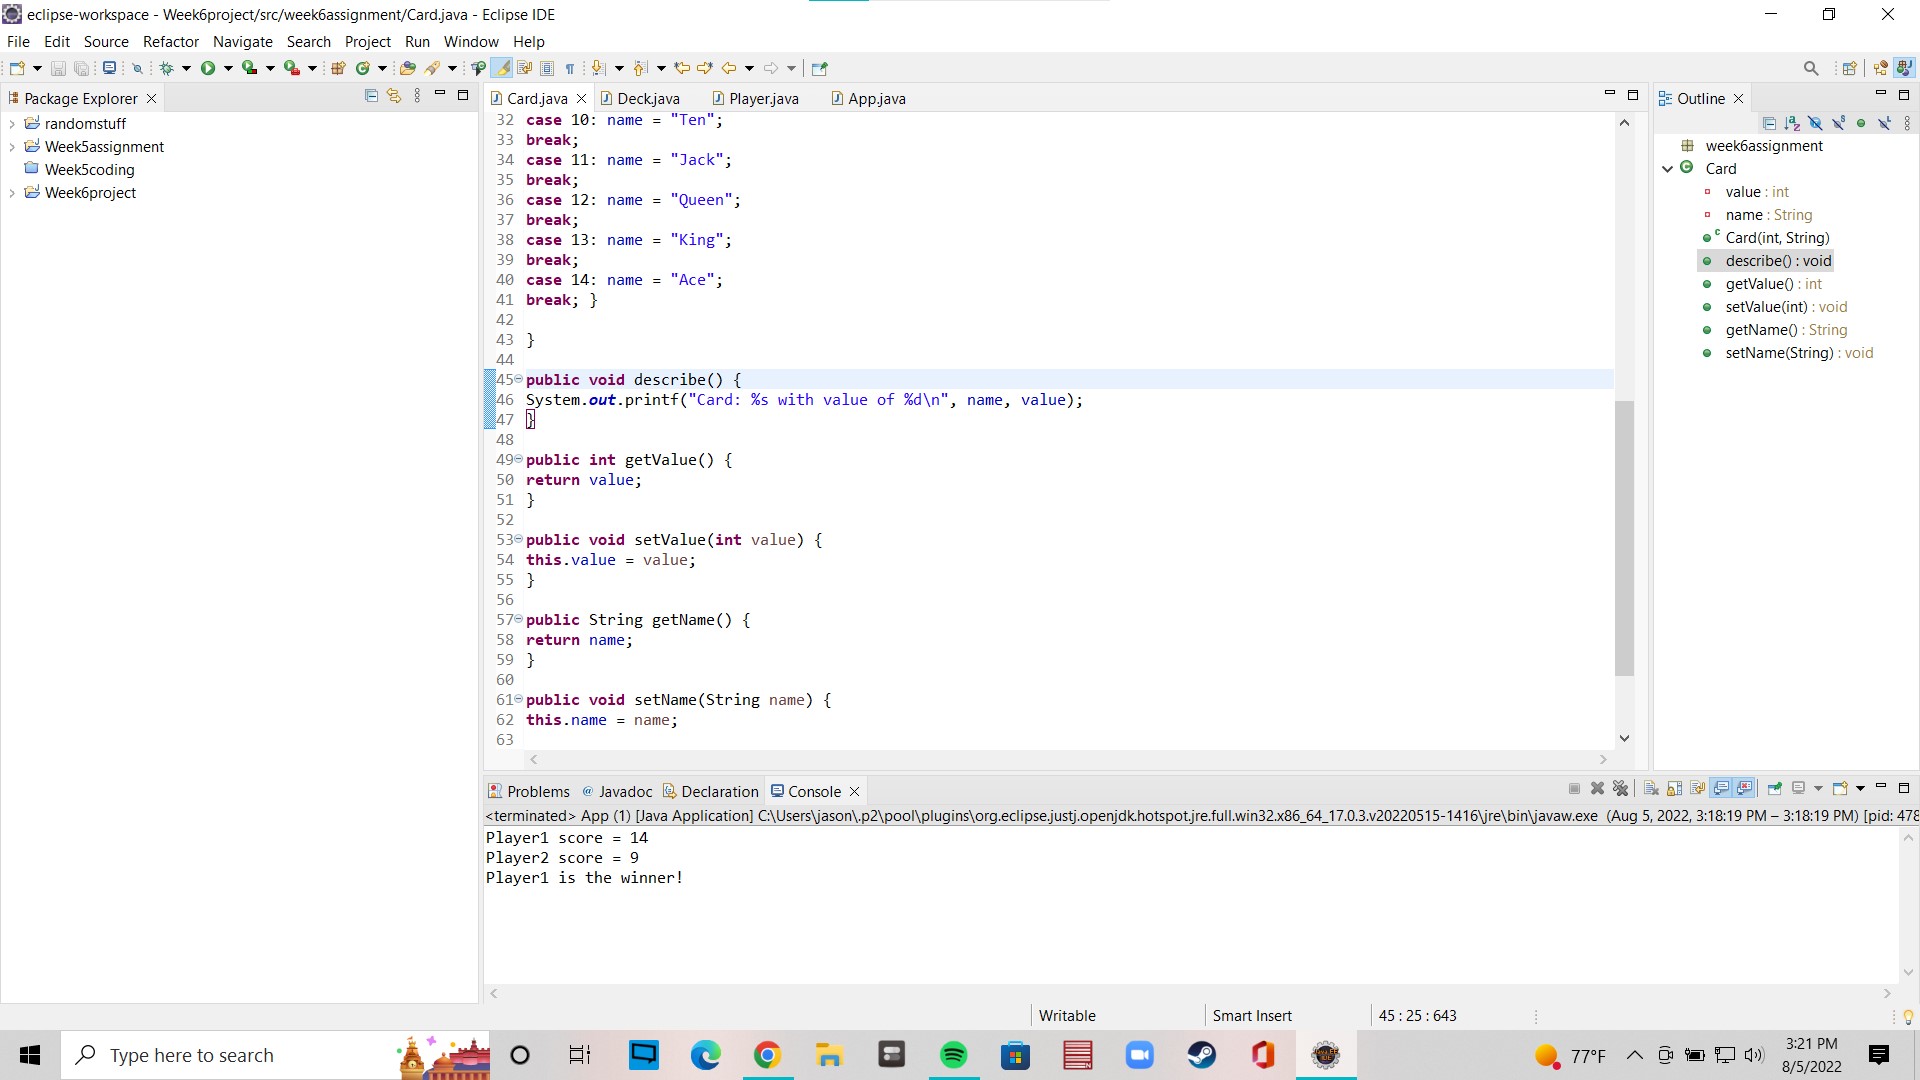 eclipse-workspace - Week6project/src/week6assignment/Card.java - Eclipse IDE
File Edit Source Refactor Navigate Search Project Run Window Help
Package Explorer
randomstuff
Week5assignment
Week5coding
Week6project
Card.java Deck.java Player.java App.java
32 case 10: name = "Ten";
33 break;
34 case 11: name = "Jack";
35 break;
36 case 12: name = "Queen";
37 break;
38 case 13: name = "King";
39 break;
40 case 14: name = "Ace";
41 break; }
42
43 }
44
45 public void describe() {
46 System.out.printf("Card: %s with value of %d\n", name, value);
47 }
48
49 public int getValue() {
50 return value;
51 }
52
53 public void setValue(int value) {
54 this.value = value;
55 }
56
57 public String getName() {
58 return name;
59 }
60
61 public void setName(String name) {
62 this.name = name;
63
Outline
week6assignment
Card
value : int
name : String
Card(int, String)
describe() : void
getValue() : int
setValue(int) : void
getName() : String
setName(String) : void
Problems @ Javadoc Declaration Console
<terminated> App (1) [Java Application] C:\Users\jason\.p2\pool\plugins\org.eclipse.justj.openjdk.hotspot.jre.full.win32.x86_64_17.0.3.v20220515-1416\jre\bin\javaw.exe (Aug 5, 2022, 3:18:19 PM – 3:18:19 PM) [pid: 478
Player1 score = 14
Player2 score = 9
Player1 is the winner!
Writable Smart Insert 45 : 25 : 643
Type here to search
77°F
3:21 PM
8/5/2022